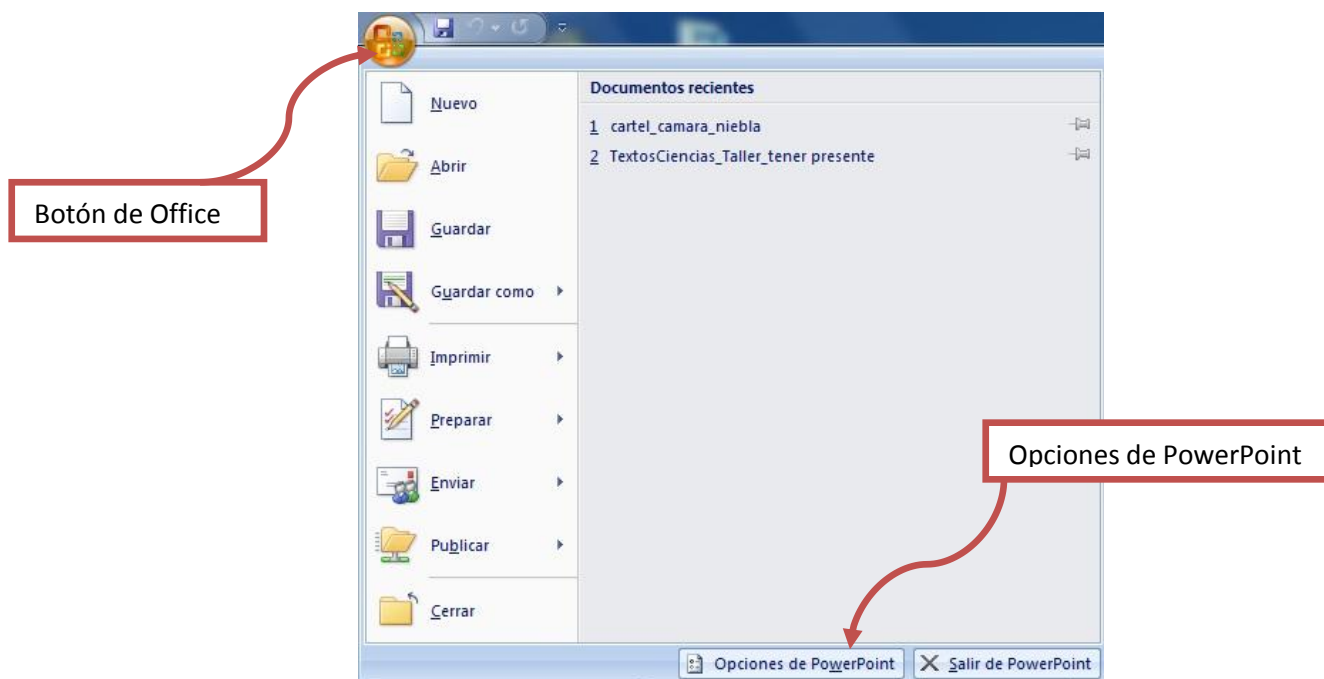 Nuevo
Abrir
Guardar
Guardar como
Imprimir
Preparar
Enviar
Publicar
Cerrar
Documentos recientes
1 cartel_camara_niebla
2 TextosCiencias_Taller_tener presente
Botón de Office
Opciones de PowerPoint
Opciones de PowerPoint
Salir de PowerPoint